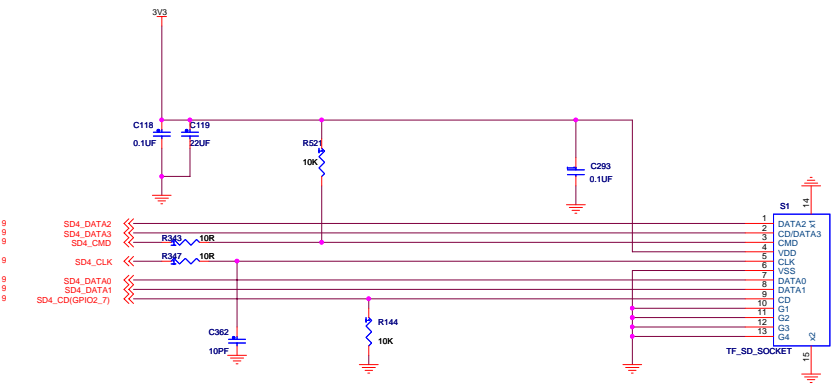 3V3
C118
C119
0.1UF
22UF
R521
10K
C293
0.1UF
S1
14
9 SD4_DATA2 1 DATA2 x1
9 SD4_DATA3 2 CD/DATA3
9 SD4_CMD R343 10R 3 CMD
4 VDD
9 SD4_CLK R347 10R 5 CLK
6 VSS
9 SD4_DATA0 7 DATA0
9 SD4_DATA1 8 DATA1
9 SD4_CD(GPIO2_7) 9 CD
10 G1
11 G2
12 G3
13 G4
R144
10K
C362
10PF
x2
TF_SD_SOCKET
15